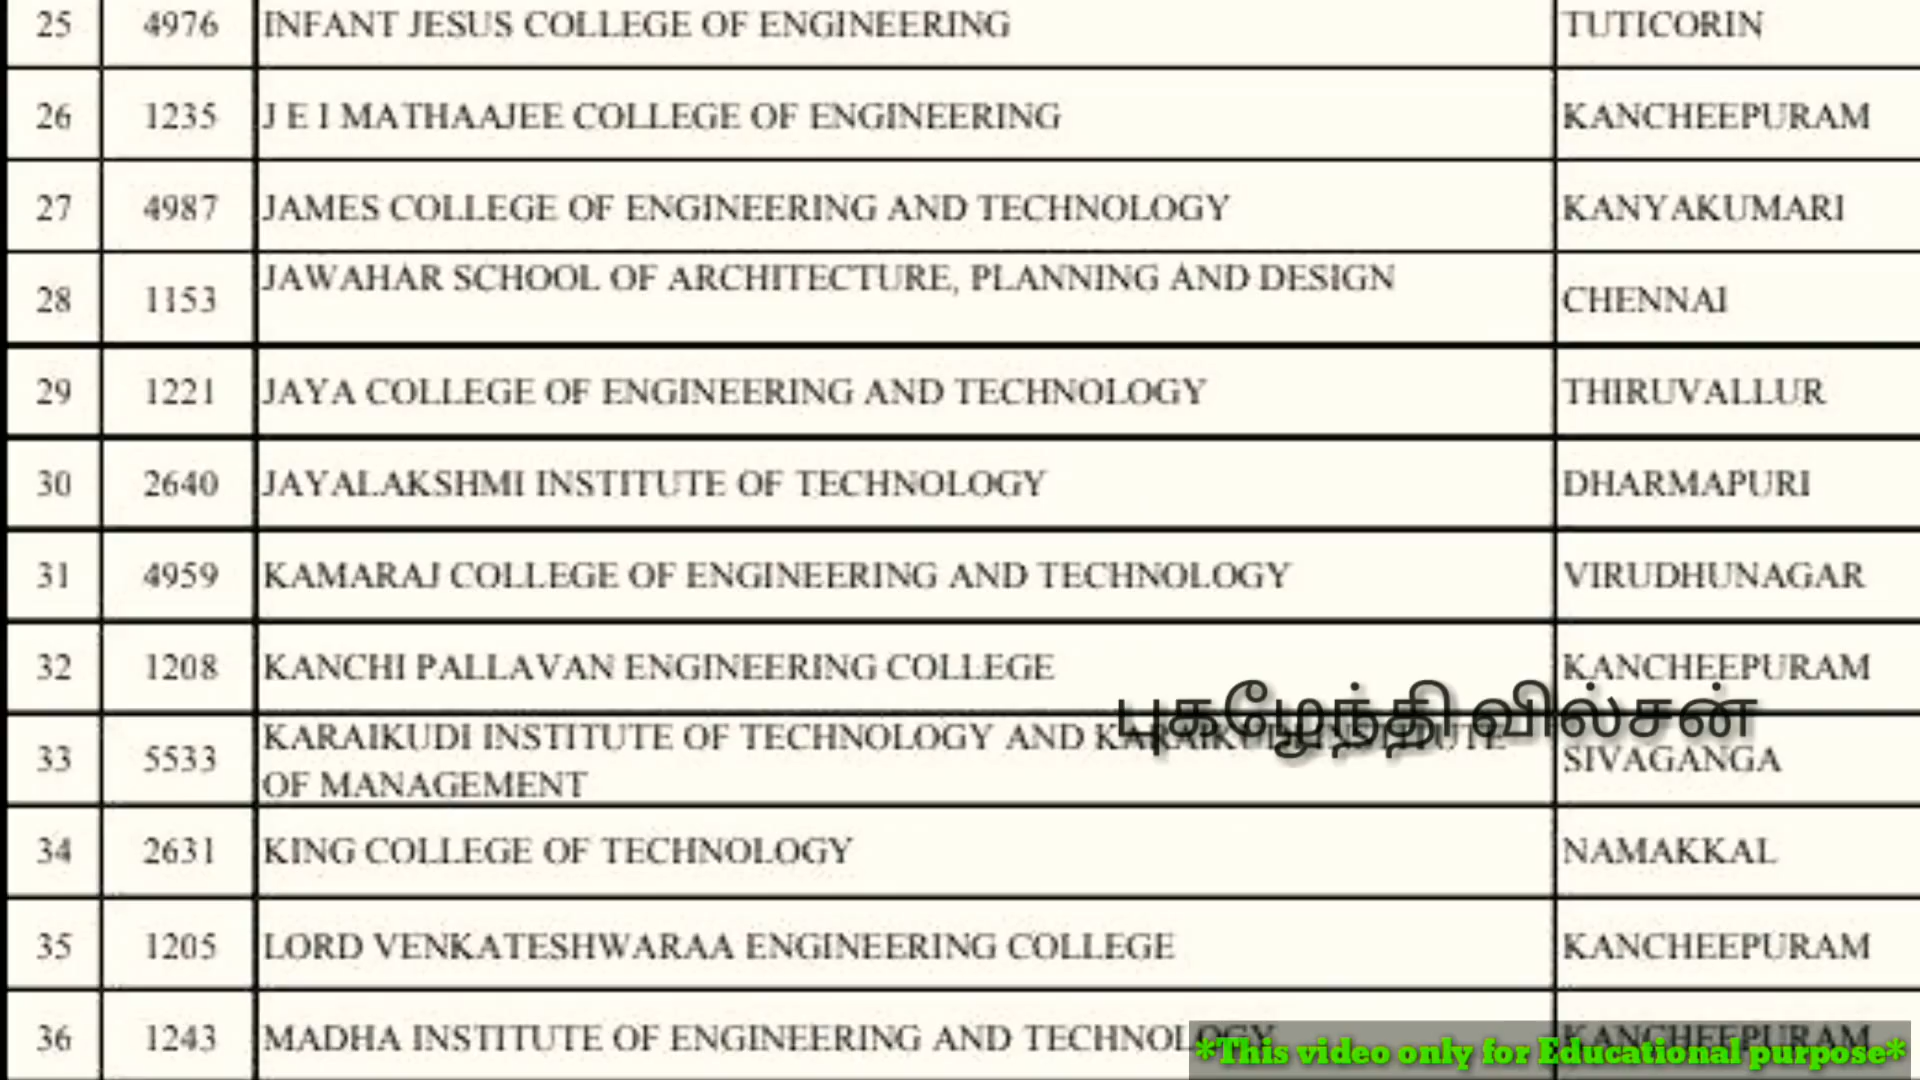 25 4976 INFANT JESUS COLLEGE OF ENGINEERING TUTICORIN
26 1235 J E I MATHAAJEE COLLEGE OF ENGINEERING KANCHEEPURAM
27 4987 JAMES COLLEGE OF ENGINEERING AND TECHNOLOGY KANYAKUMARI
28 1153 JAWAHAR SCHOOL OF ARCHITECTURE, PLANNING AND DESIGN CHENNAI
29 1221 JAYA COLLEGE OF ENGINEERING AND TECHNOLOGY THIRUVALLUR
30 2640 JAYALAKSHMI INSTITUTE OF TECHNOLOGY DHARMAPURI
31 4959 KAMARAJ COLLEGE OF ENGINEERING AND TECHNOLOGY VIRUDHUNAGAR
32 1208 KANCHI PALLAVAN ENGINEERING COLLEGE KANCHEEPURAM
புகழேந்தி வில்சன்
33 5533 KARAIKUDI INSTITUTE OF TECHNOLOGY AND KARAIKUDI INSTITUTE
OF MANAGEMENT SIVAGANGA
34 2631 KING COLLEGE OF TECHNOLOGY NAMAKKAL
35 1205 LORD VENKATESHWARAA ENGINEERING COLLEGE KANCHEEPURAM
36 1243 MADHA INSTITUTE OF ENGINEERING AND TECHNOLOGY KANCHEEPURAM
*This video only for Educational purpose*